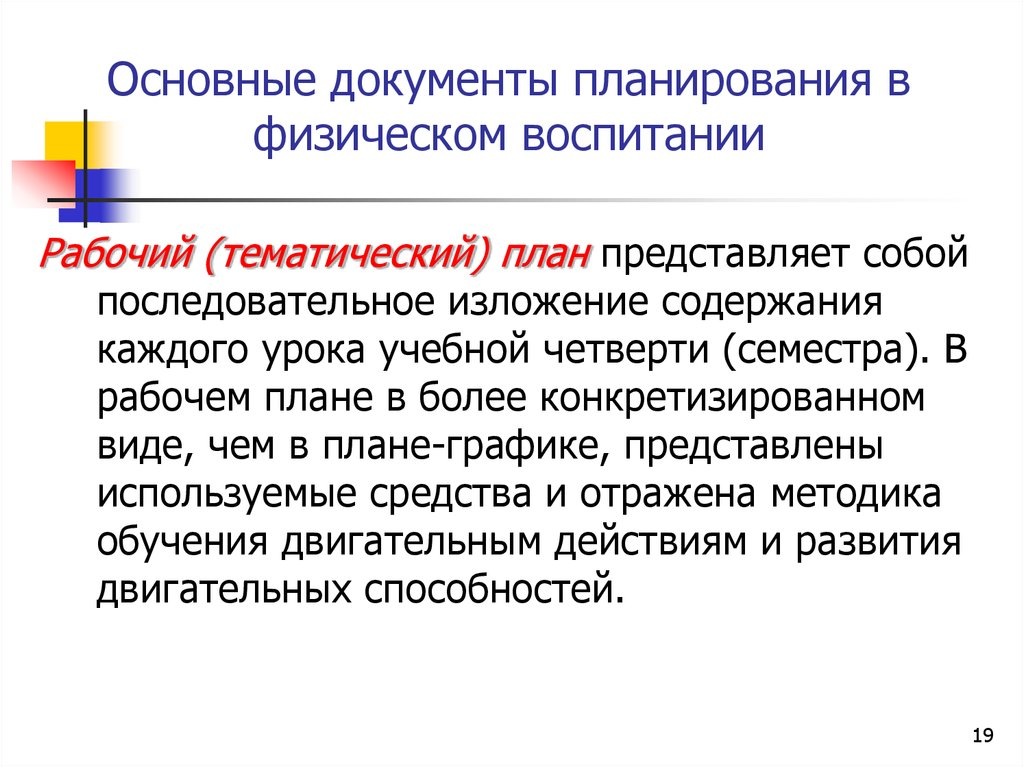 Основные документы планирования в
физическом воспитании
Рабочий (тематический) план представляет собой
последовательное изложение содержания
каждого урока учебной четверти (семестра). В
рабочем плане в более конкретизированном
виде, чем в плане-графике, представлены
используемые средства и отражена методика
обучения двигательным действиям и развития
двигательных способностей.
19